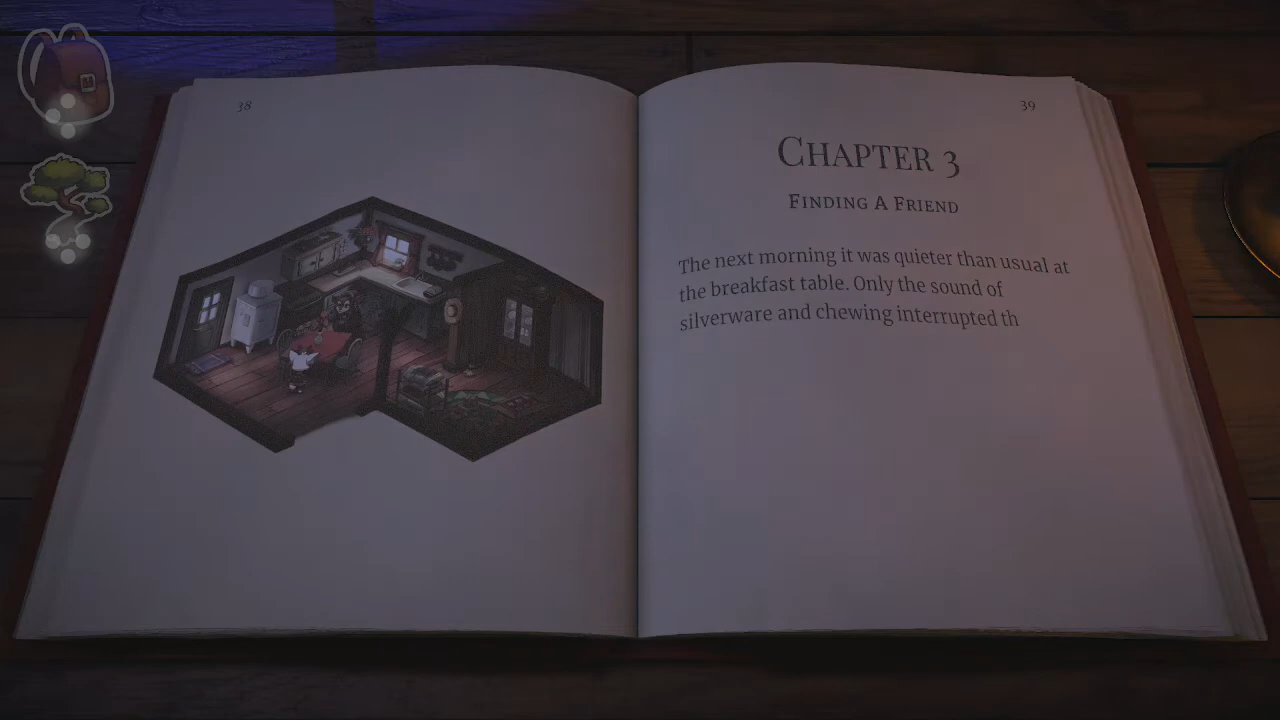 38
39
Chapter 3
Finding A Friend
The next morning it was quieter than usual at
the breakfast table. Only the sound of
silverware and chewing interrupted th